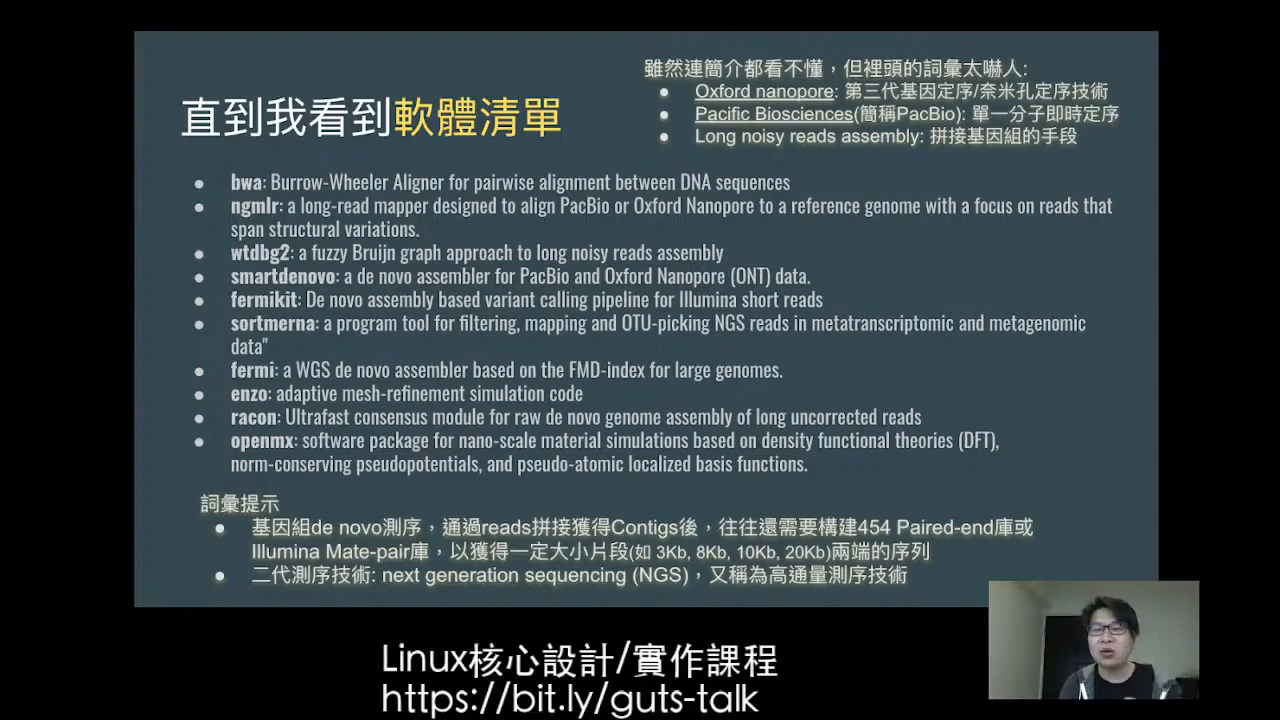 直到我看到軟體清單
雖然連簡介都看不懂，但裡頭的詞彙太嚇人:
Oxford nanopore: 第三代基因定序/奈米孔定序技術
Pacific Biosciences(簡稱PacBio): 單一分子即時定序
Long noisy reads assembly: 拼接基因組的手段
bwa: Burrow-Wheeler Aligner for pairwise alignment between DNA sequences
ngmlr: a long-read mapper designed to align PacBio or Oxford Nanopore to a reference genome with a focus on reads that
span structural variations.
wtdbg2: a fuzzy Bruijn graph approach to long noisy reads assembly
smartdenovo: a de novo assembler for PacBio and Oxford Nanopore (ONT) data.
fermikit: De novo assembly based variant calling pipeline for Illumina short reads
sortmerna: a program tool for filtering, mapping and OTU-picking NGS reads in metatranscriptomic and metagenomic
data"
fermi: a WGS de novo assembler based on the FMD-index for large genomes.
enzo: adaptive mesh-refinement simulation code
racon: Ultrafast consensus module for raw de novo genome assembly of long uncorrected reads
openmx: software package for nano-scale material simulations based on density functional theories (DFT),
norm-conserving pseudopotentials, and pseudo-atomic localized basis functions.
詞彙提示
基因組de novo測序，通過reads拼接獲得Contigs後，往往還需要構建454 Paired-end庫或
Illumina Mate-pair庫，以獲得一定大小片段(如 3Kb, 8Kb, 10Kb, 20Kb)兩端的序列
二代測序技術: next generation sequencing (NGS)，又稱為高通量測序技術
Linux核心設計/實作課程
https://bit.ly/guts-talk